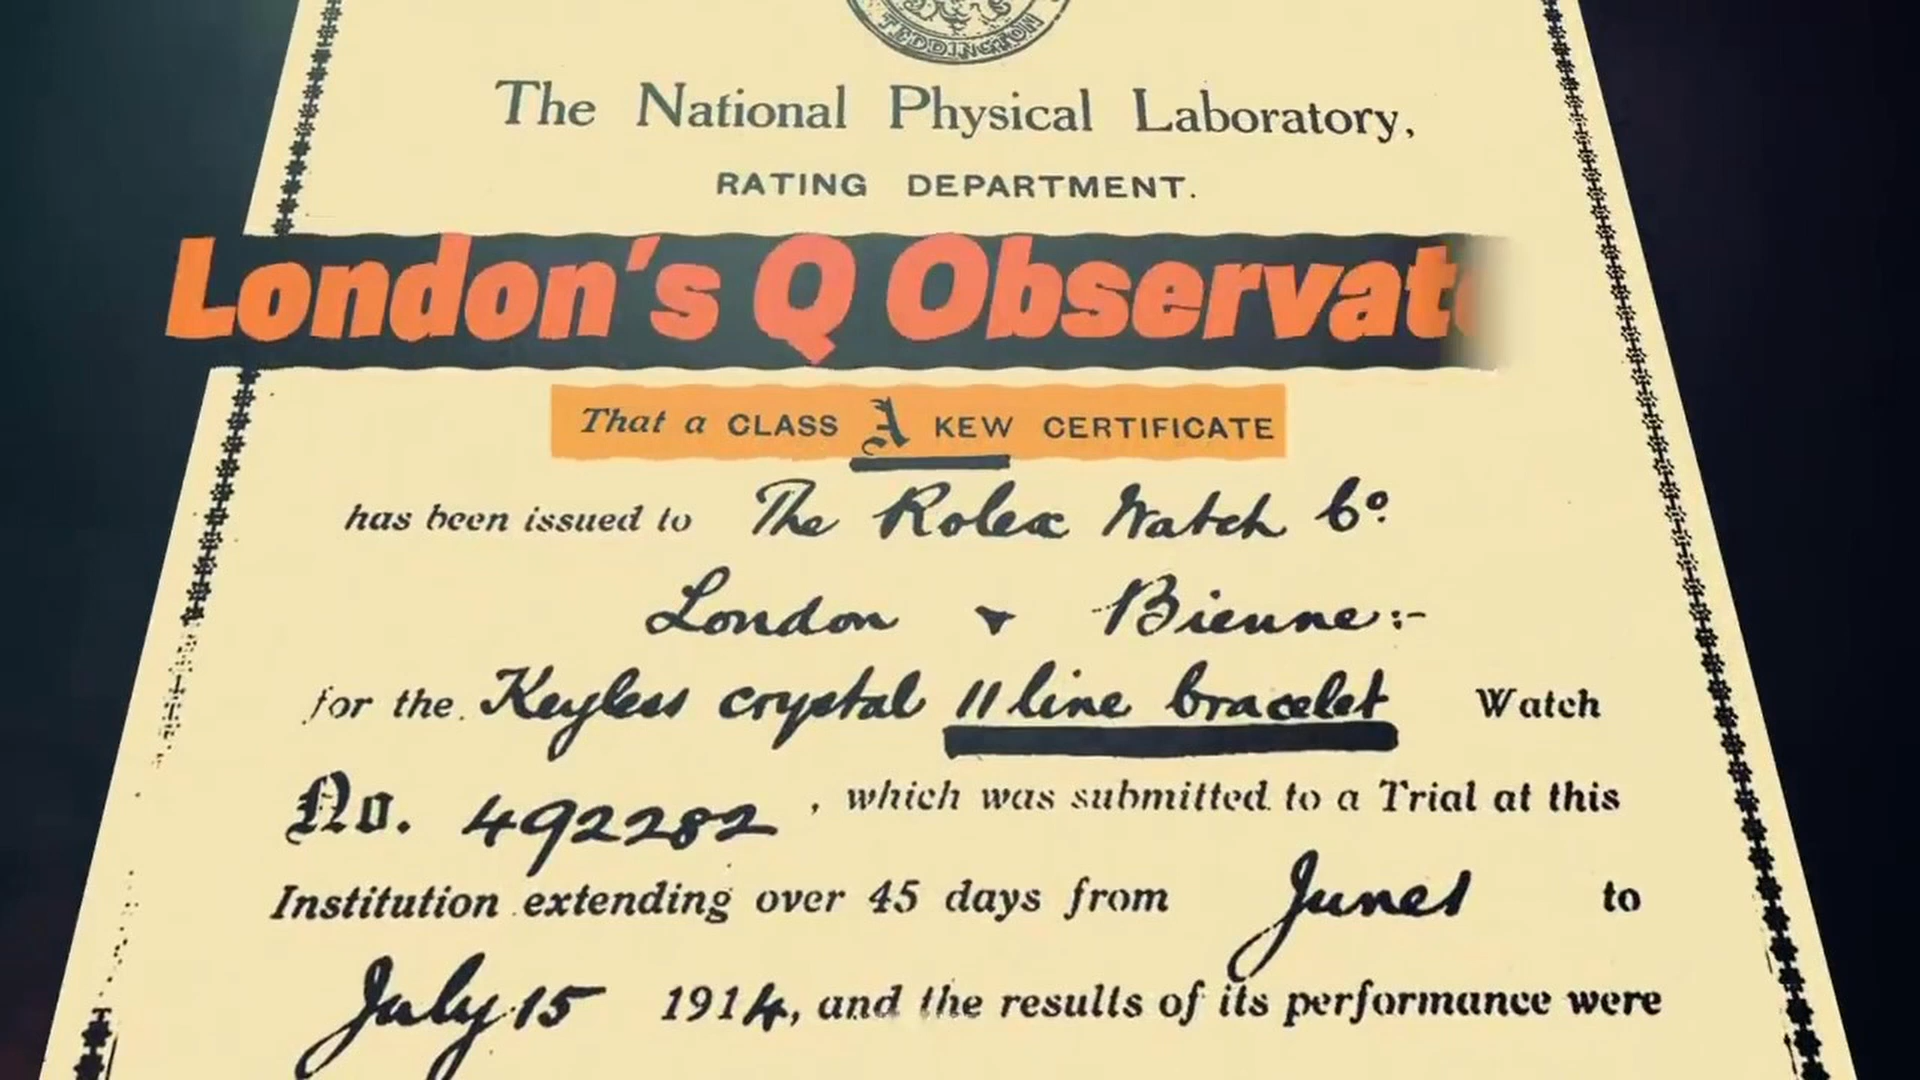 TEDDINGTON
The National Physical Laboratory,
RATING DEPARTMENT.
London's Q Observat
That a CLASS A KEW CERTIFICATE
has been issued to The Rolex Watch Co.
London & Bienne:-
for the Keyless crystal 11 line bracelet Watch
No. 492282, which was submitted to a Trial at this
Institution extending over 45 days from June 1 to
July 15 1914, and the results of its performance were